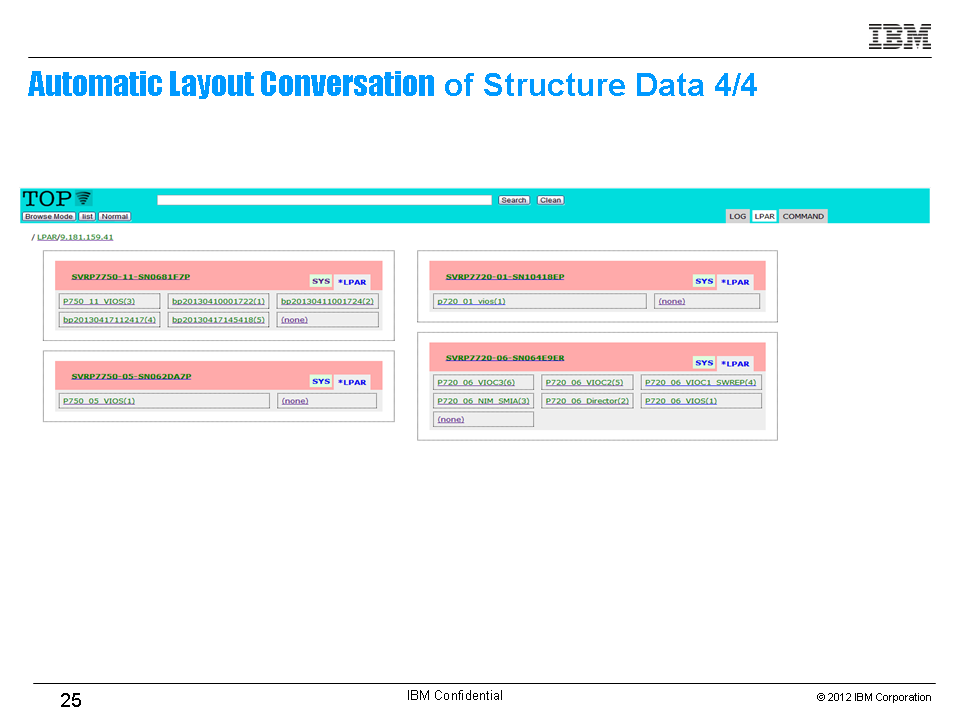 IBM
Automatic Layout Conversation of Structure Data 4/4
TOP
Search Clean
Browse Mode list Normal
LOG LPAR COMMAND
/ LPAR/9.181.159.41
SVRP7750-11-SN0681F7P
SYS *LPAR
P750_11_VIOS(3) bp20130410001722(1) bp20130411001724(2)
bp20130417112417(4) bp20130417145418(5) (none)
SVRP7750-05-SN062DA7P
SYS *LPAR
P750_05_VIOS(1) (none)
SVRP7720-01-SN10418EP
SYS *LPAR
p720_01_vios(1) (none)
SVRP7720-06-SN064E9ER
SYS *LPAR
P720_06_VIOC3(6) P720_06_VIOC2(5) P720_06_VIOC1_SWREP(4)
P720_06_NIM_SMIA(3) P720_06_Director(2) P720_06_VIOS(1)
(none)
25
IBM Confidential
© 2012 IBM Corporation